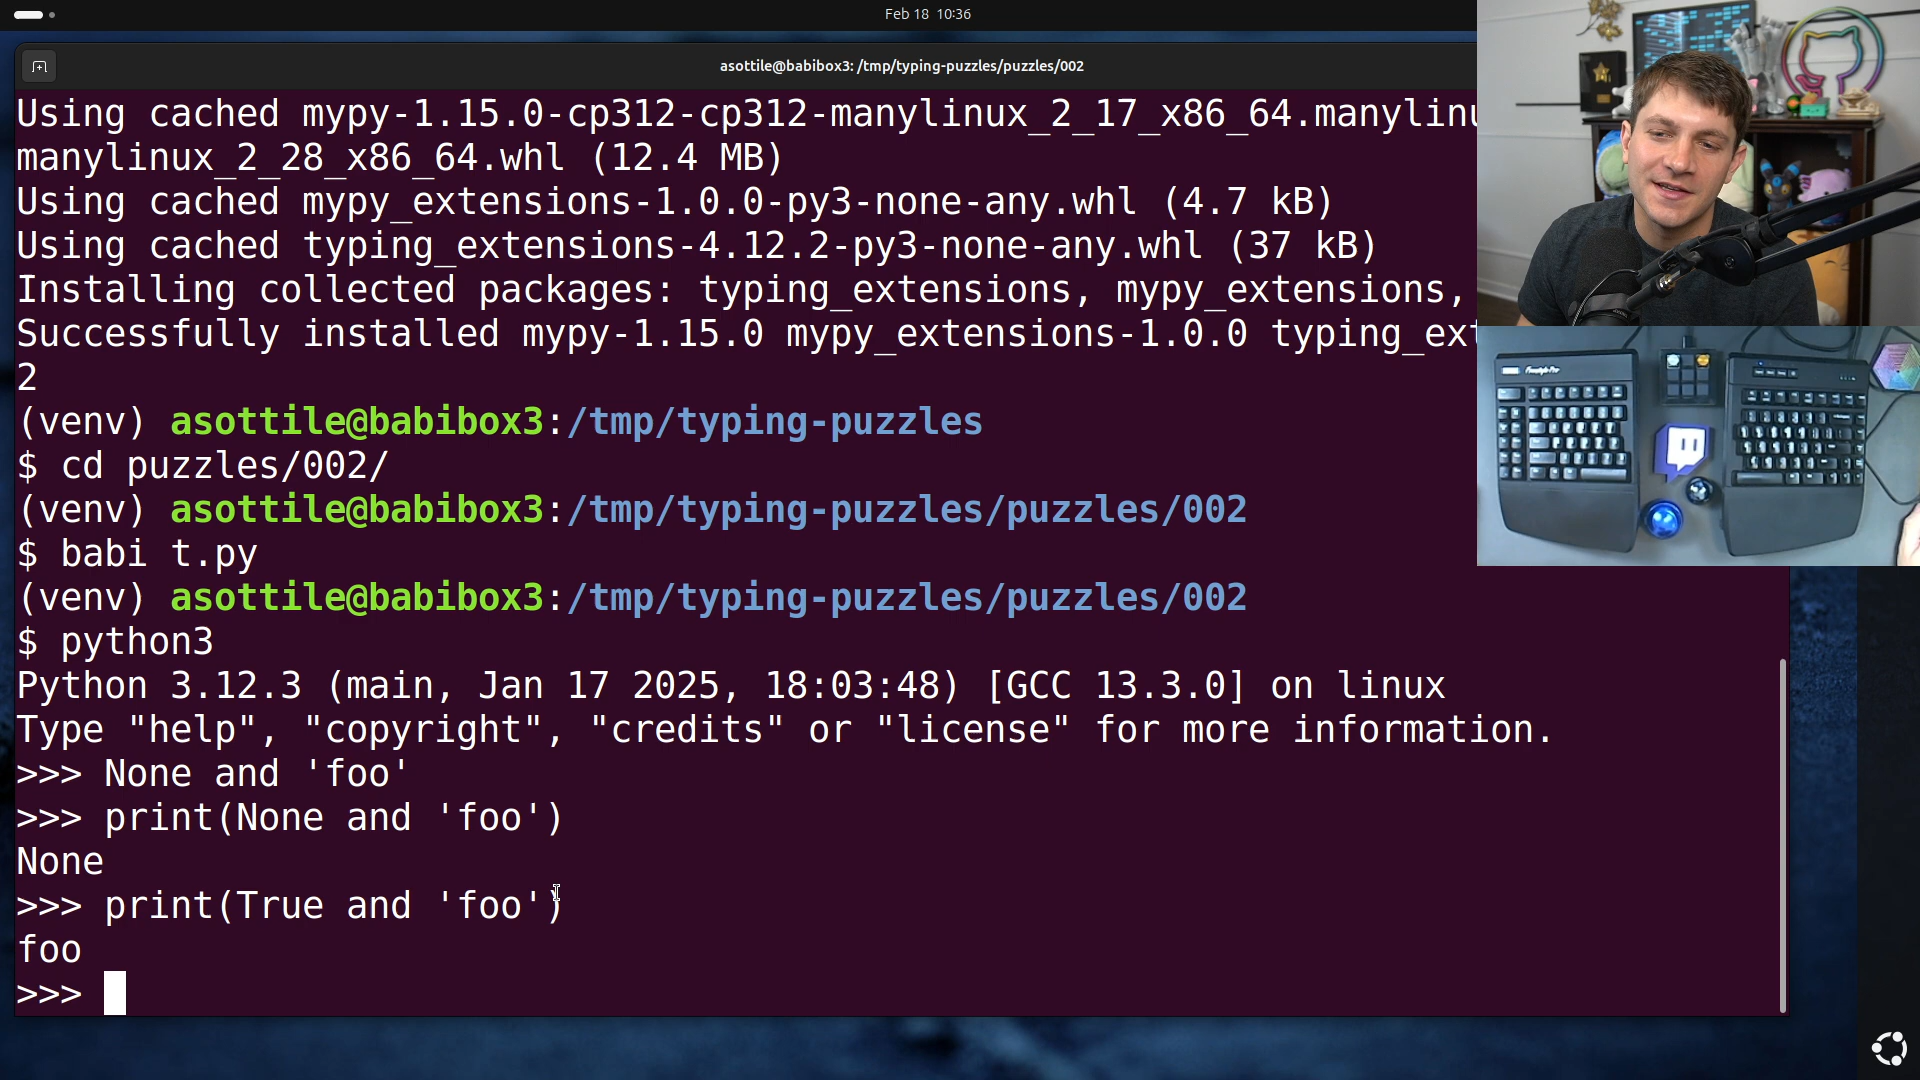 Feb 18 10:36
asottile@babibox3: /tmp/typing-puzzles/puzzles/002
Using cached mypy-1.15.0-cp312-cp312-manylinux_2_17_x86_64.manylinu
manylinux_2_28_x86_64.whl (12.4 MB)
Using cached mypy_extensions-1.0.0-py3-none-any.whl (4.7 kB)
Using cached typing_extensions-4.12.2-py3-none-any.whl (37 kB)
Installing collected packages: typing_extensions, mypy_extensions,
Successfully installed mypy-1.15.0 mypy_extensions-1.0.0 typing_ext
2
(venv) asottile@babibox3:/tmp/typing-puzzles
$ cd puzzles/002/
(venv) asottile@babibox3:/tmp/typing-puzzles/puzzles/002
$ babi t.py
(venv) asottile@babibox3:/tmp/typing-puzzles/puzzles/002
$ python3
Python 3.12.3 (main, Jan 17 2025, 18:03:48) [GCC 13.3.0] on linux
Type "help", "copyright", "credits" or "license" for more information.
>>> None and 'foo'
>>> print(None and 'foo')
None
>>> print(True and 'foo')
foo
>>>
Freestyle Pro